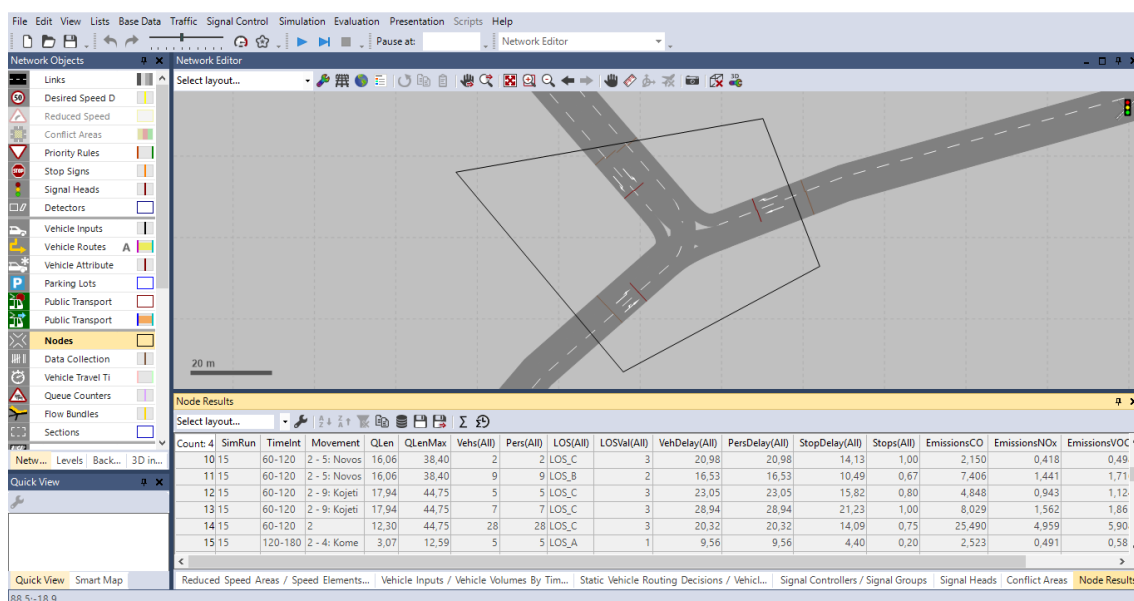 File Edit View Lists Base Data Traffic Signal Control Simulation Evaluation Presentation Scripts Help
Pause at: Network Editor
Network Objects
Links
50 Desired Speed D
Reduced Speed
Conflict Areas
Priority Rules
STOP Stop Signs
Signal Heads
Detectors
Vehicle Inputs
Vehicle Routes A
Vehicle Attribute
P Parking Lots
Public Transport
Public Transport
Nodes
Data Collection
Vehicle Travel Ti
Queue Counters
Flow Bundles
Sections
Netw... Levels Back... 3D in...
Quick View
Quick View Smart Map
88.5:-18.9
Network Editor
Select layout...
3D
20 m
Node Results
Select layout...
Count: 4 SimRun TimeInt Movement QLen QLenMax Vehs(All) Pers(All) LOS(All) LOSVal(All) VehDelay(All) PersDelay(All) StopDelay(All) Stops(All) EmissionsCO EmissionsNOx EmissionsVOC
10 15 60-120 2 - 5: Novos 16,06 38,40 2 2 LOS_C 3 20,98 20,98 14,13 1,00 2,150 0,418 0,49
11 15 60-120 2 - 5: Novos 16,06 38,40 9 9 LOS_B 2 16,53 16,53 10,49 0,67 7,406 1,441 1,71
12 15 60-120 2 - 9: Kojeti 17,94 44,75 5 5 LOS_C 3 23,05 23,05 15,82 0,80 4,848 0,943 1,12
13 15 60-120 2 - 9: Kojeti 17,94 44,75 7 7 LOS_C 3 28,94 28,94 21,23 1,00 8,029 1,562 1,86
14 15 60-120 2 12,30 44,75 28 28 LOS_C 3 20,32 20,32 14,09 0,75 25,490 4,959 5,90
15 15 120-180 2 - 4: Kome 3,07 12,59 5 5 LOS_A 1 9,56 9,56 4,40 0,20 2,523 0,491 0,58
Reduced Speed Areas / Speed Elements... Vehicle Inputs / Vehicle Volumes By Tim... Static Vehicle Routing Decisions / Vehicl... Signal Controllers / Signal Groups Signal Heads Conflict Areas Node Results